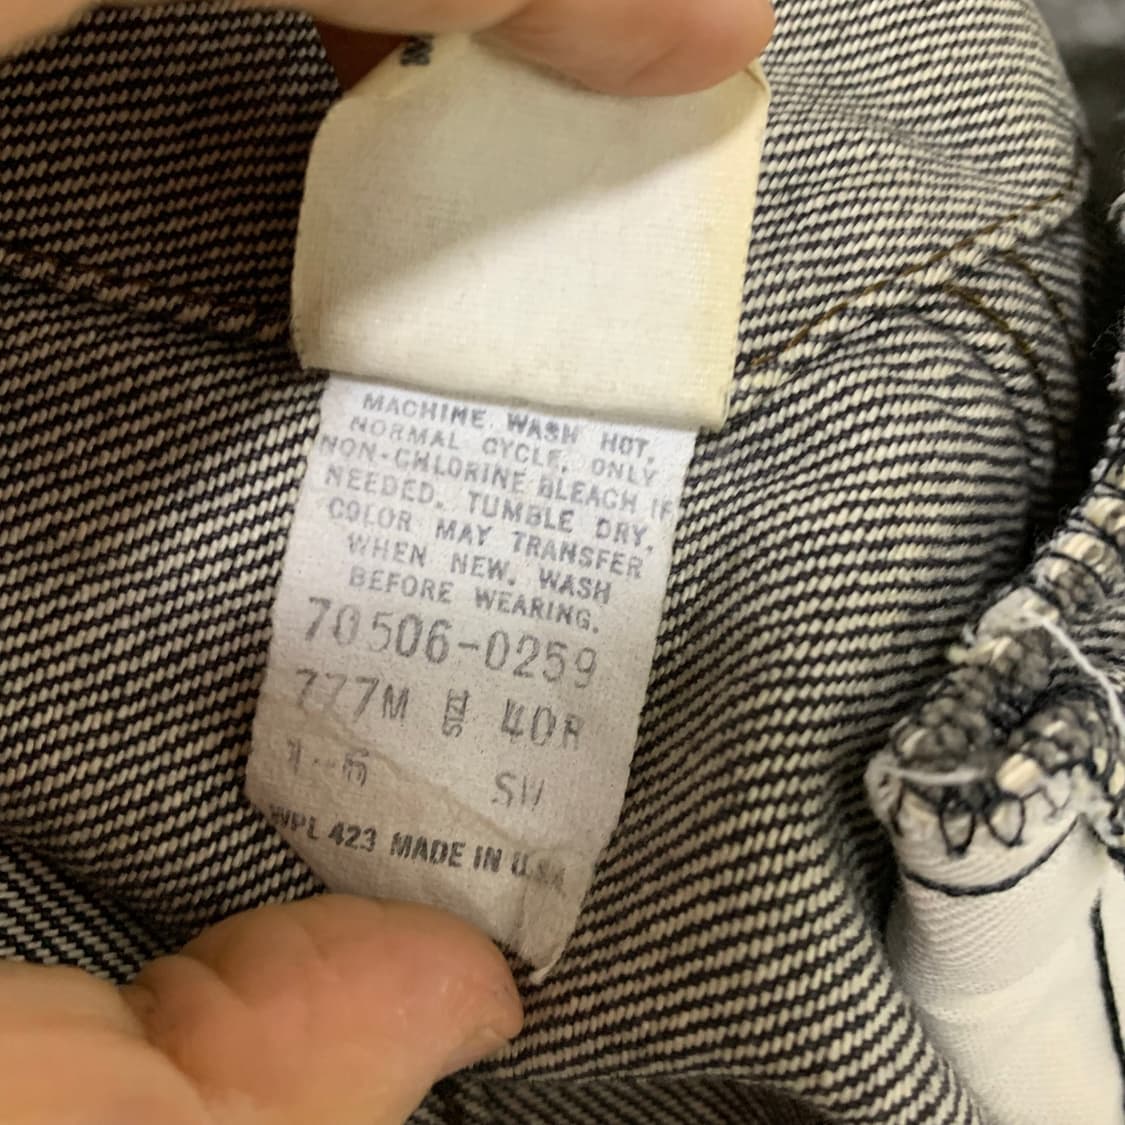 MACHINE WASH HOT,
NORMAL CYCLE, ONLY
NON-CHLORINE BLEACH IF
NEEDED. TUMBLE DRY.
COLOR MAY TRANSFER
WHEN NEW. WASH
BEFORE WEARING.
70506-0259
777M SIZE 40R
SW
WPL 423 MADE IN U.S.A.